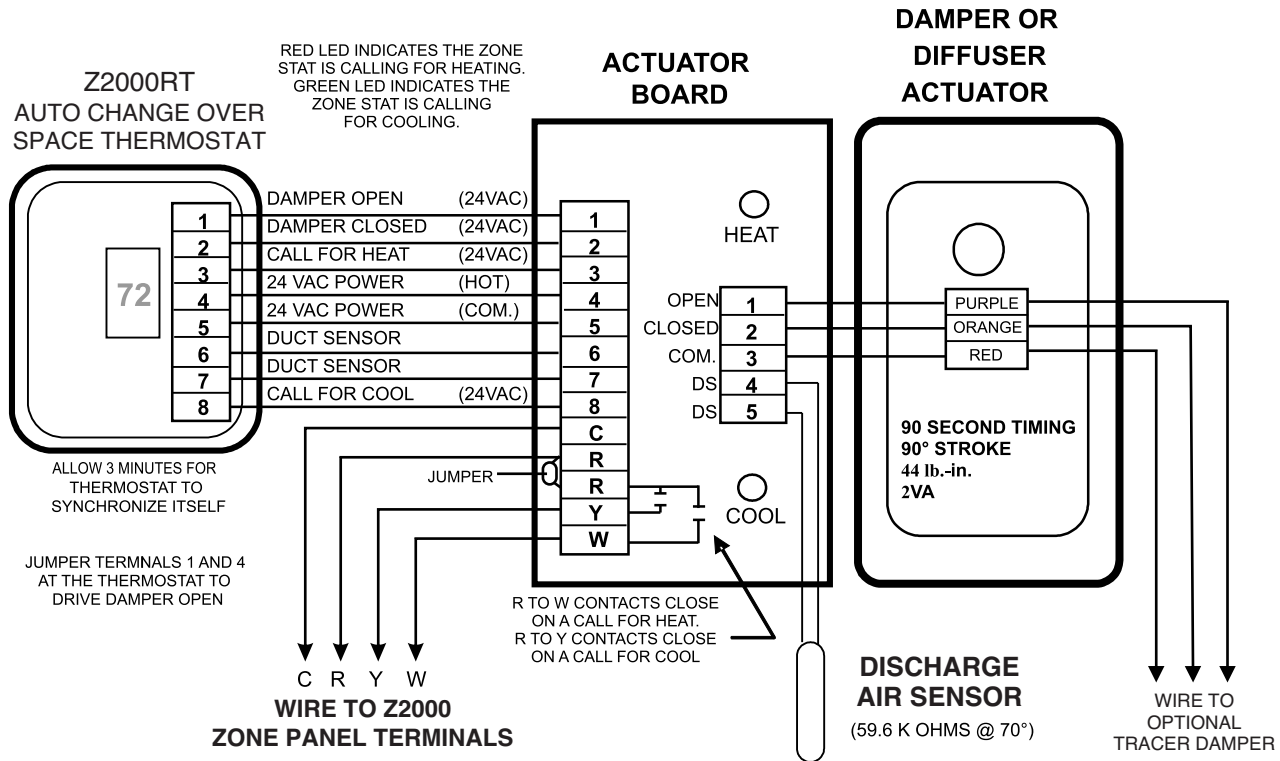 DAMPER OR
DIFFUSER
ACTUATOR
RED LED INDICATES THE ZONE
STAT IS CALLING FOR HEATING.
GREEN LED INDICATES THE
ZONE STAT IS CALLING
FOR COOLING.
ACTUATOR
BOARD
Z2000RT
AUTO CHANGE OVER
SPACE THERMOSTAT
72
1
2
3
4
5
6
7
8
DAMPER OPEN (24VAC)
DAMPER CLOSED (24VAC)
CALL FOR HEAT (24VAC)
24 VAC POWER (HOT)
24 VAC POWER (COM.)
DUCT SENSOR
DUCT SENSOR
CALL FOR COOL (24VAC)
1
2
3
4
5
6
7
8
C
R
R
Y
W
JUMPER
HEAT
OPEN 1
CLOSED 2
COM. 3
DS 4
DS 5
COOL
PURPLE
ORANGE
RED
90 SECOND TIMING
90° STROKE
44 lb.-in.
2VA
ALLOW 3 MINUTES FOR
THERMOSTAT TO
SYNCHRONIZE ITSELF
JUMPER TERMNALS 1 AND 4
AT THE THERMOSTAT TO
DRIVE DAMPER OPEN
R TO W CONTACTS CLOSE
ON A CALL FOR HEAT.
R TO Y CONTACTS CLOSE
ON A CALL FOR COOL
C R Y W
WIRE TO Z2000
ZONE PANEL TERMINALS
DISCHARGE
AIR SENSOR
(59.6 K OHMS @ 70°)
WIRE TO
OPTIONAL
TRACER DAMPER